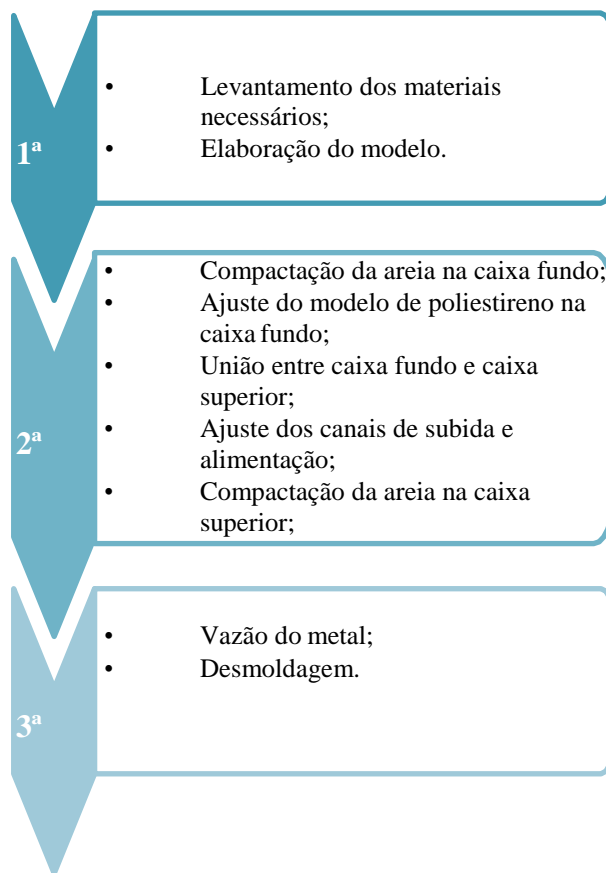 1ª
• Levantamento dos materiais
necessários;
• Elaboração do modelo.
2ª
• Compactação da areia na caixa fundo;
• Ajuste do modelo de poliestireno na
caixa fundo;
• União entre caixa fundo e caixa
superior;
• Ajuste dos canais de subida e
alimentação;
• Compactação da areia na caixa
superior;
3ª
• Vazão do metal;
• Desmoldagem.